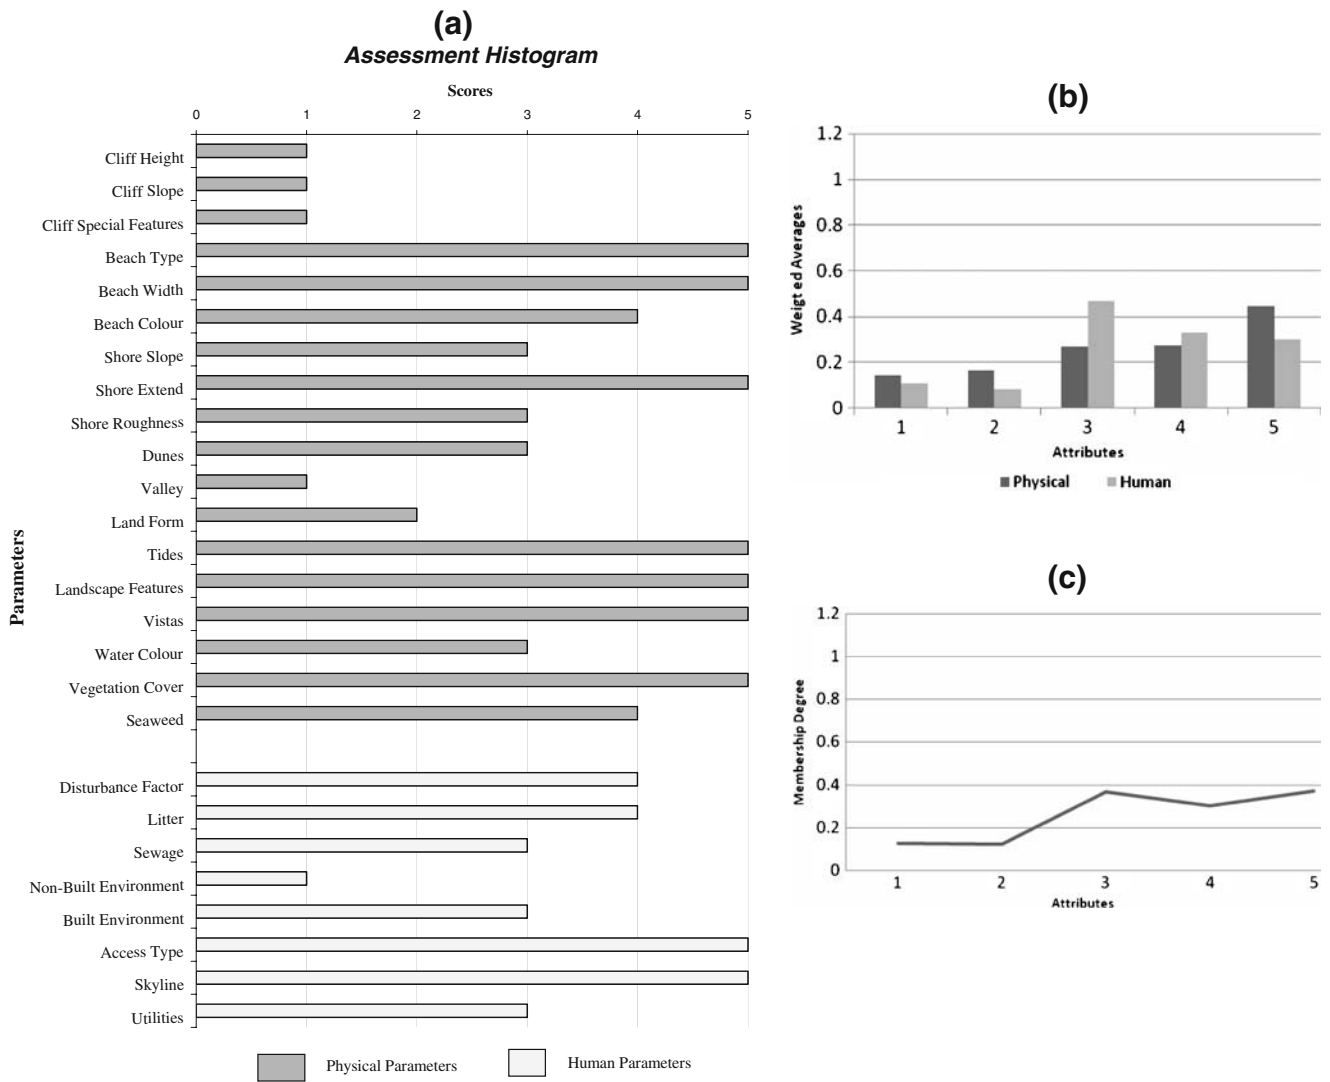 (a)
Assessment Histogram
Scores
0 1 2 3 4 5
Cliff Height
Cliff Slope
Cliff Special Features
Beach Type
Beach Width
Beach Colour
Shore Slope
Shore Extend
Shore Roughness
Dunes
Valley
Land Form
Tides
Landscape Features
Vistas
Water Colour
Vegetation Cover
Seaweed
Disturbance Factor
Litter
Sewage
Non-Built Environment
Built Environment
Access Type
Skyline
Utilities
Parameters
Physical Parameters
Human Parameters
(b)
1.2
1
0.8
0.6
0.4
0.2
0
Weigt ed Averages
1 2 3 4 5
Attributes
Physical Human
(c)
1.2
1
0.8
0.6
0.4
0.2
0
Membership Degree
1 2 3 4 5
Attributes